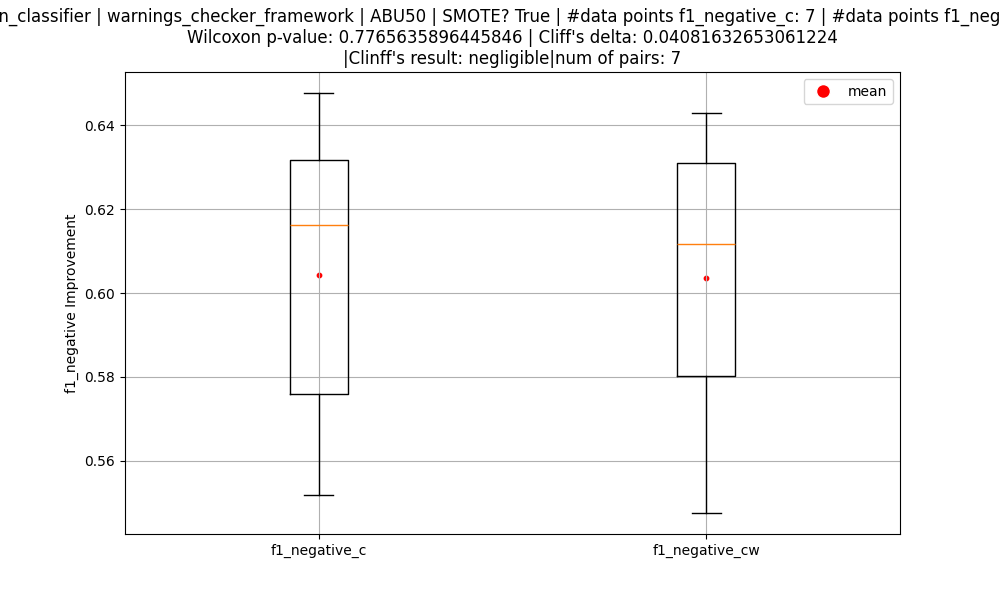 n_classifier | warnings_checker_framework | ABU50 | SMOTE? True | #data points f1_negative_c: 7 | #data points f1_neg
Wilcoxon p-value: 0.7765635896445846 | Cliff's delta: 0.04081632653061224
|Clinff's result: negligible|num of pairs: 7
mean
0.64
0.62
0.60
0.58
0.56
f1_negative Improvement
f1_negative_c
f1_negative_cw